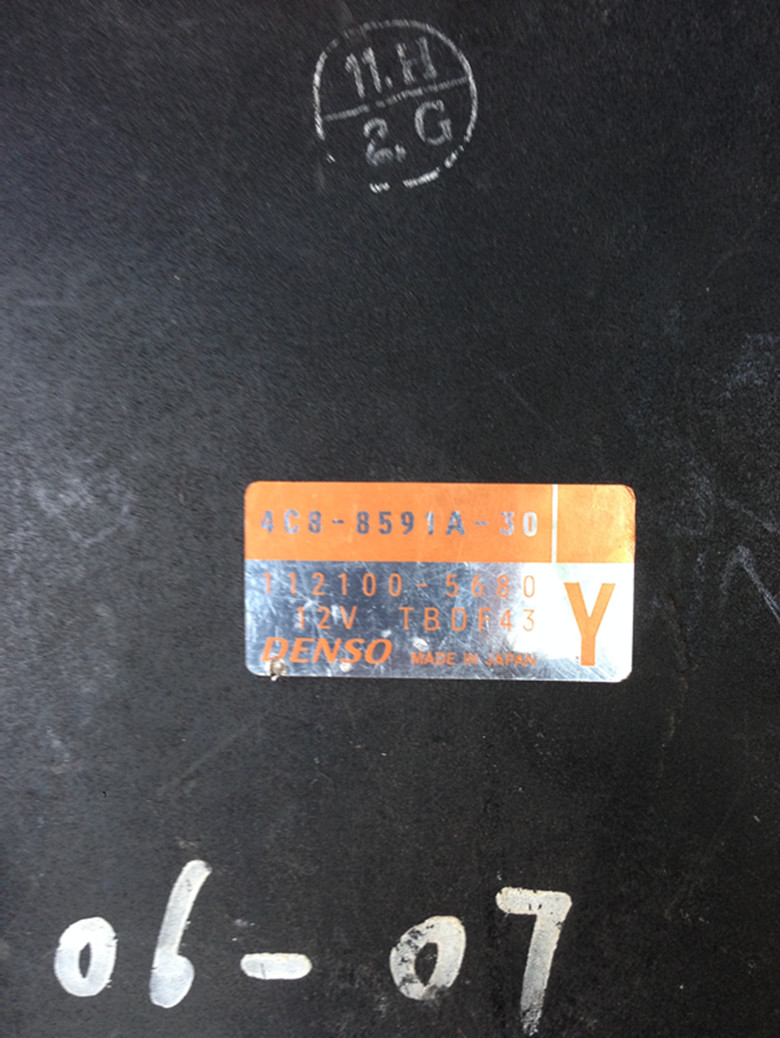 11.H
2.G
4C8-8591A-30
112100-5680
12V TBDF43
Y
DENSO MADE IN JAPAN
06-07